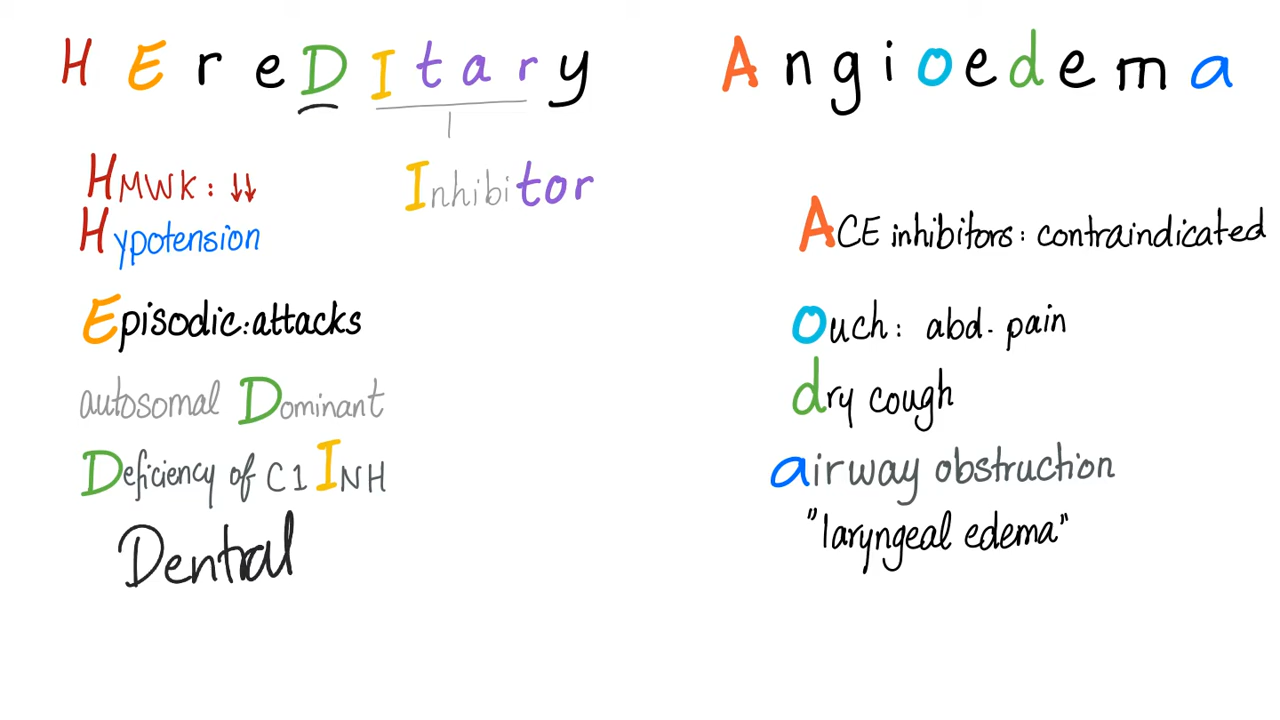 HEreDItary Angioedema
HMWK: ↓↓
Hypotension
Inhibitor
Episodic: attacks
autosomal Dominant
Deficiency of C1 INH
Dental
ACE inhibitors: contraindicated
Ouch: abd. pain
dry cough
airway obstruction
"laryngeal edema"